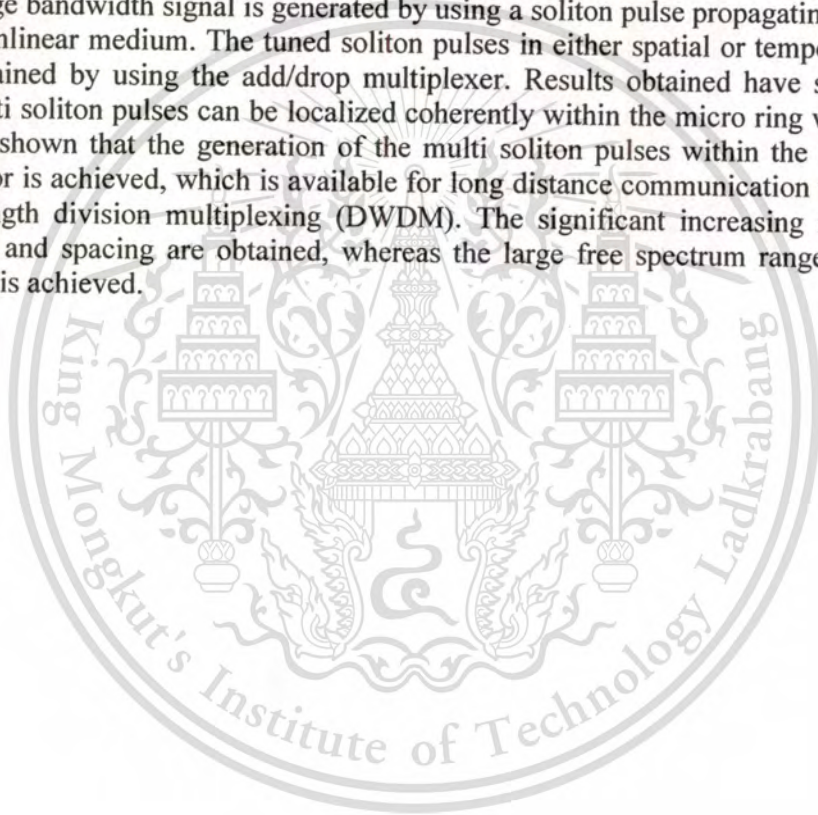 ge bandwidth signal is generated by using a soliton pulse propagatin
nlinear medium. The tuned soliton pulses in either spatial or tempo
ined by using the add/drop multiplexer. Results obtained have s
ti soliton pulses can be localized coherently within the micro ring w
shown that the generation of the multi soliton pulses within the
or is achieved, which is available for long distance communication
gth division multiplexing (DWDM). The significant increasing
and spacing are obtained, whereas the large free spectrum range
is achieved.
King Mongkut's Institute of Technology Ladkrabang